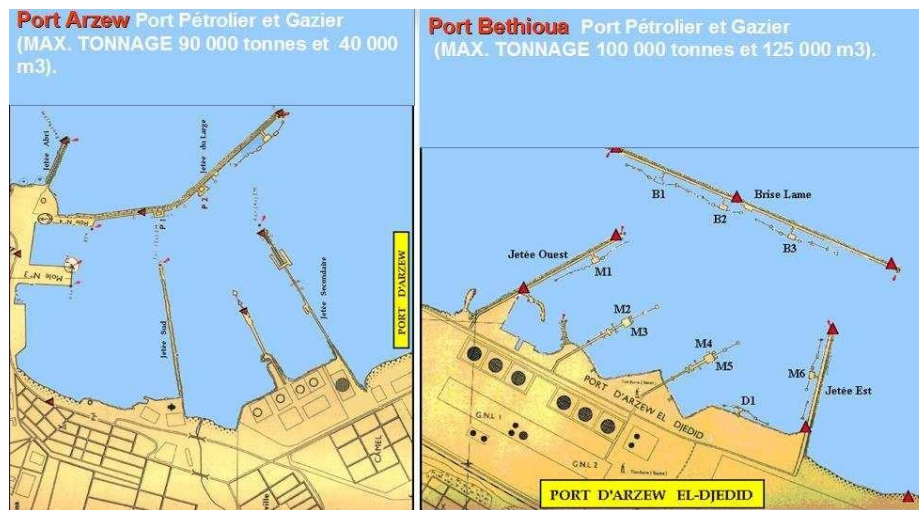 Port Arzew Port Pétrolier et Gazier
(MAX. TONNAGE 90 000 tonnes et 40 000
m3).
Jetée Abri
Jetée du Large
P 2
P 1
Mole N°3
Jetée Sud
Jetée Secondaire
PORT D'ARZEW
CAMEL
Port Bethioua Port Pétrolier et Gazier
(MAX. TONNAGE 100 000 tonnes et 125 000 m3).
B1
B2
Brise Lame
B3
Jetée Ouest
M1
M2
M3
M4
M5
M6
D1
Jetée Est
PORT D'ARZEW EL DJEDID
G.N.L 1
G.N.L 2
PORT D'ARZEW EL-DJEDID